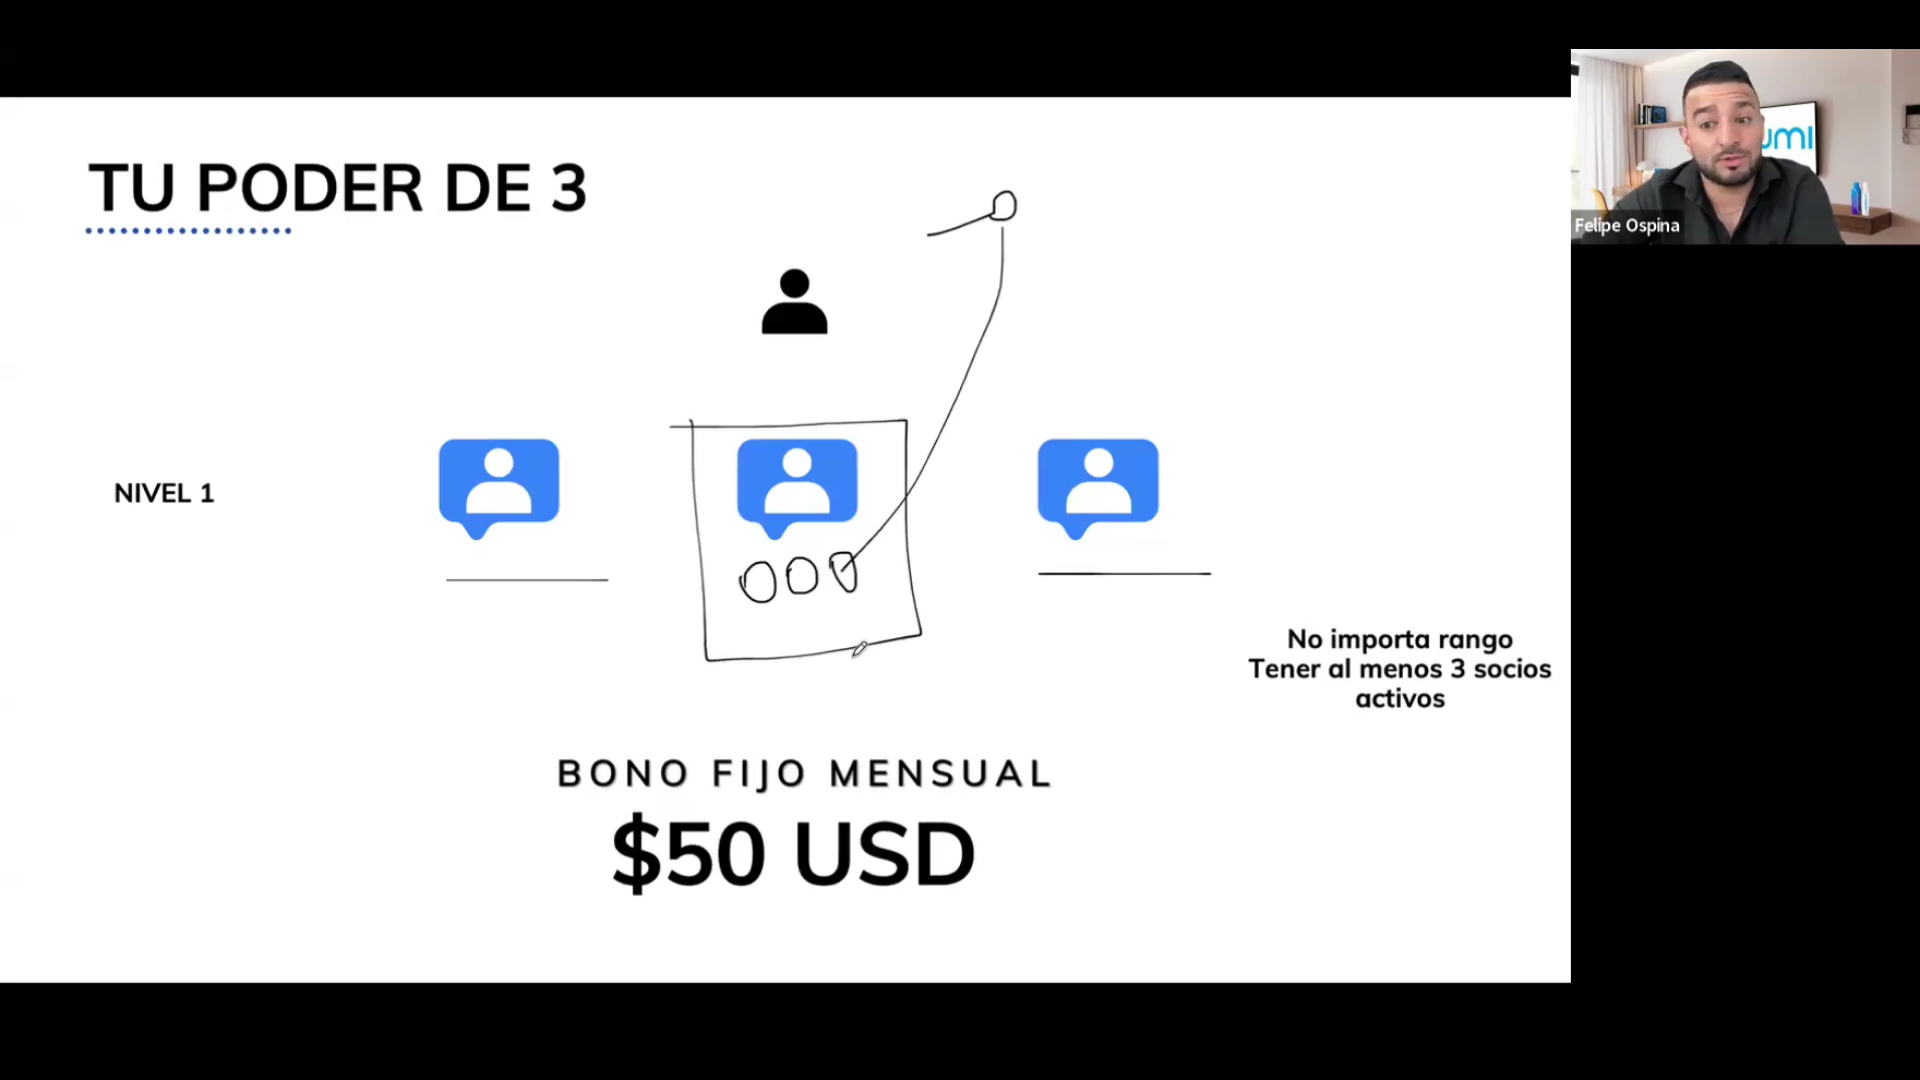 TU PODER DE 3
UMI
Felipe Ospina
NIVEL 1
No importa rango
Tener al menos 3 socios
activos
BONO FIJO MENSUAL
$50 USD